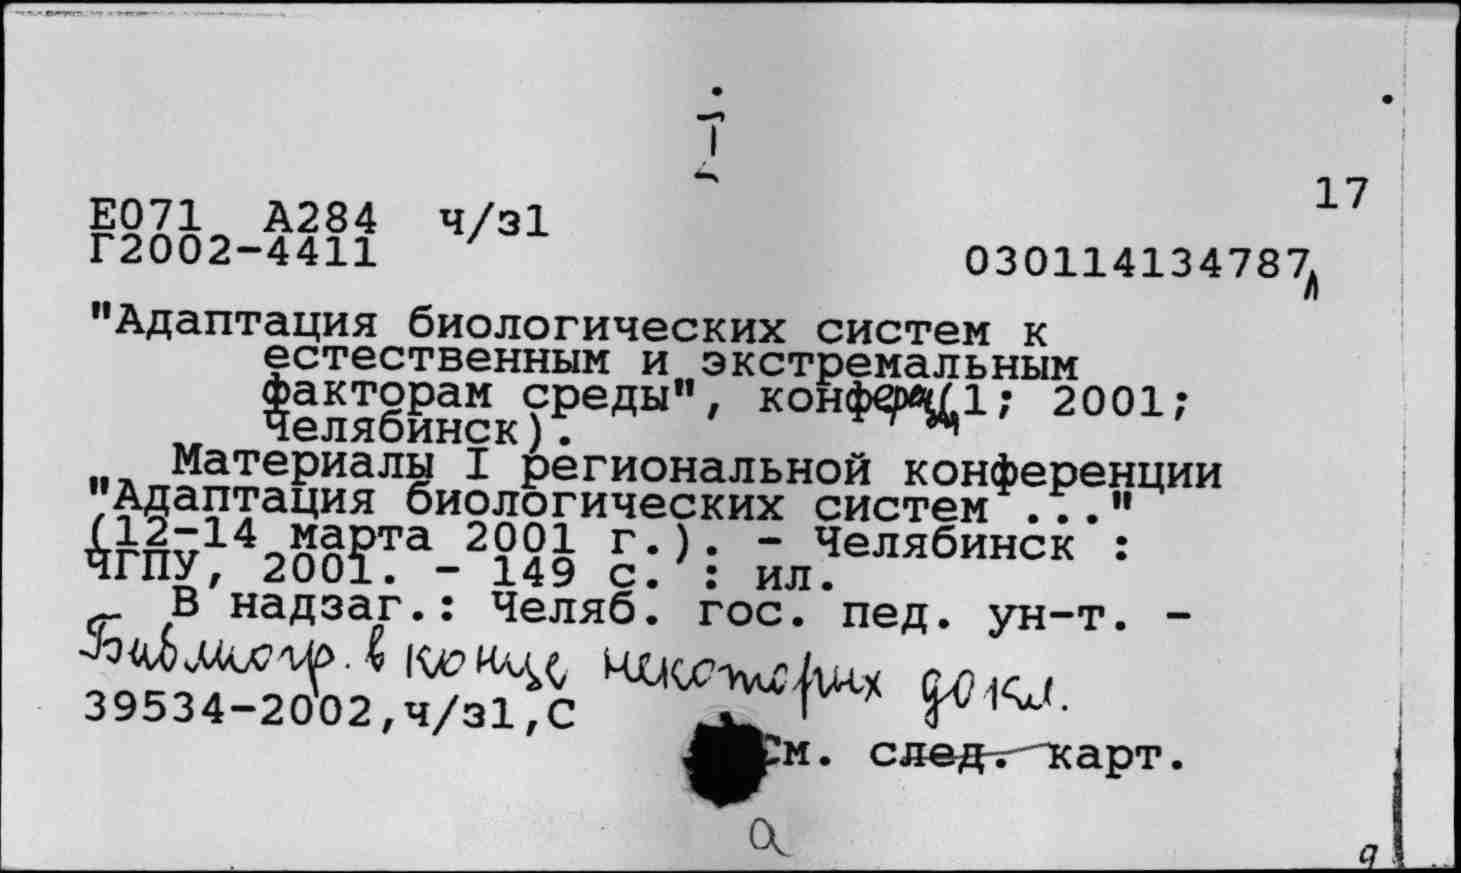 17
Е071 А284 ч/з1
Г2002-4411
030114134787
"Адаптация биологических систем к
естественным и экстремальным
факторам среды", конферен(1; 2001;
Челябинск).
Материалы I региональной конференции
"Адаптация биологических систем ..."
(12-14 марта 2001 г.). - Челябинск :
ЧГПУ, 2001. - 149 с. : ил.
В надзаг.: Челяб. гос. пед. ун-т. -
Библиогр. в конце некоторых докл.
39534-2002,ч/з1,С
См. след. карт.
а